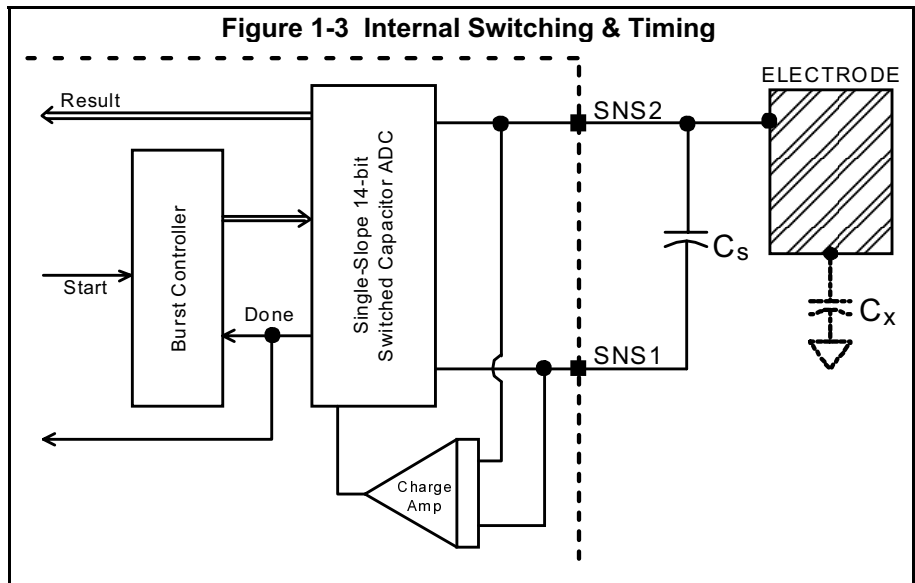 Figure 1-3 Internal Switching & Timing
ELECTRODE
Result
SNS2
Burst Controller
Single-Slope 14-bit
Switched Capacitor ADC
Cs
Start
Done
Cx
SNS1
Charge
Amp